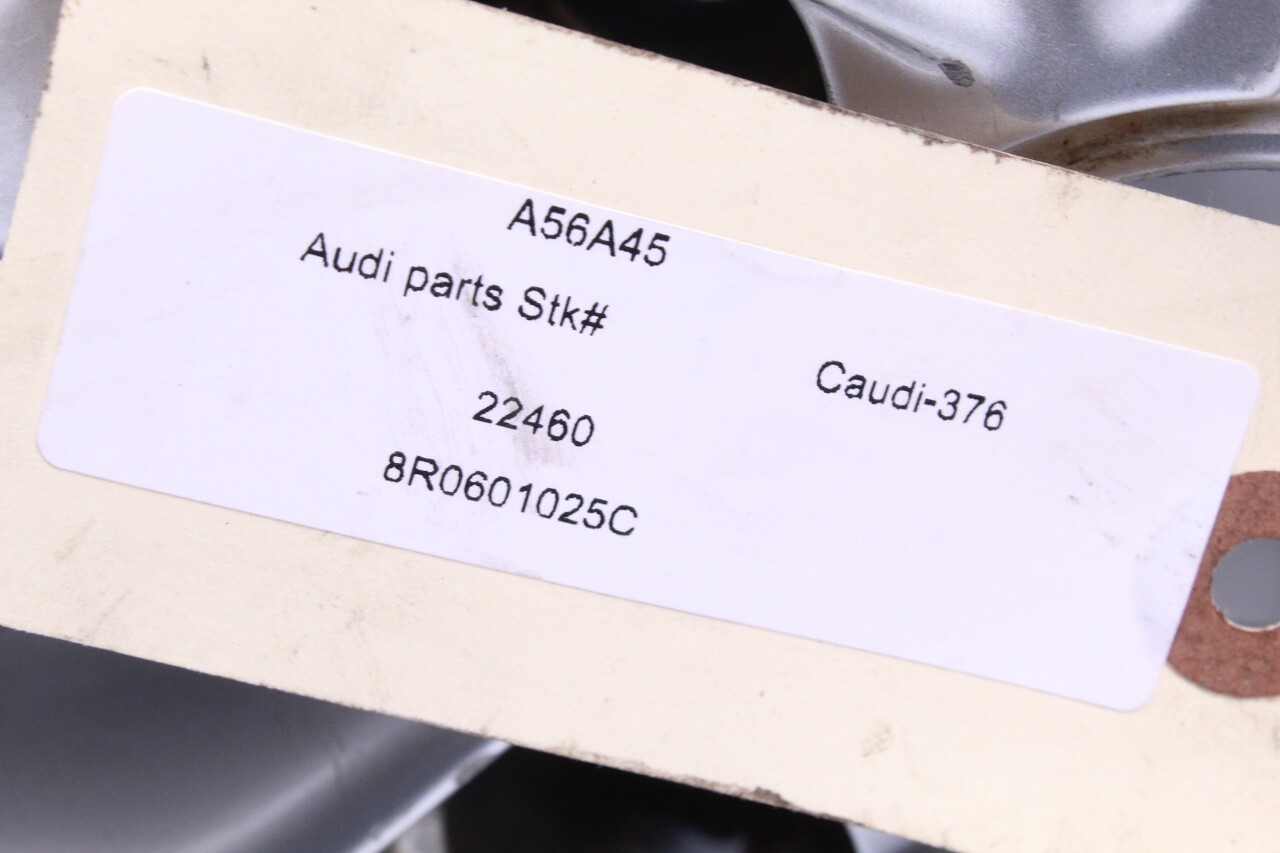 A56A45
Audi parts Stk#
Caudi-376
22460
8R0601025C